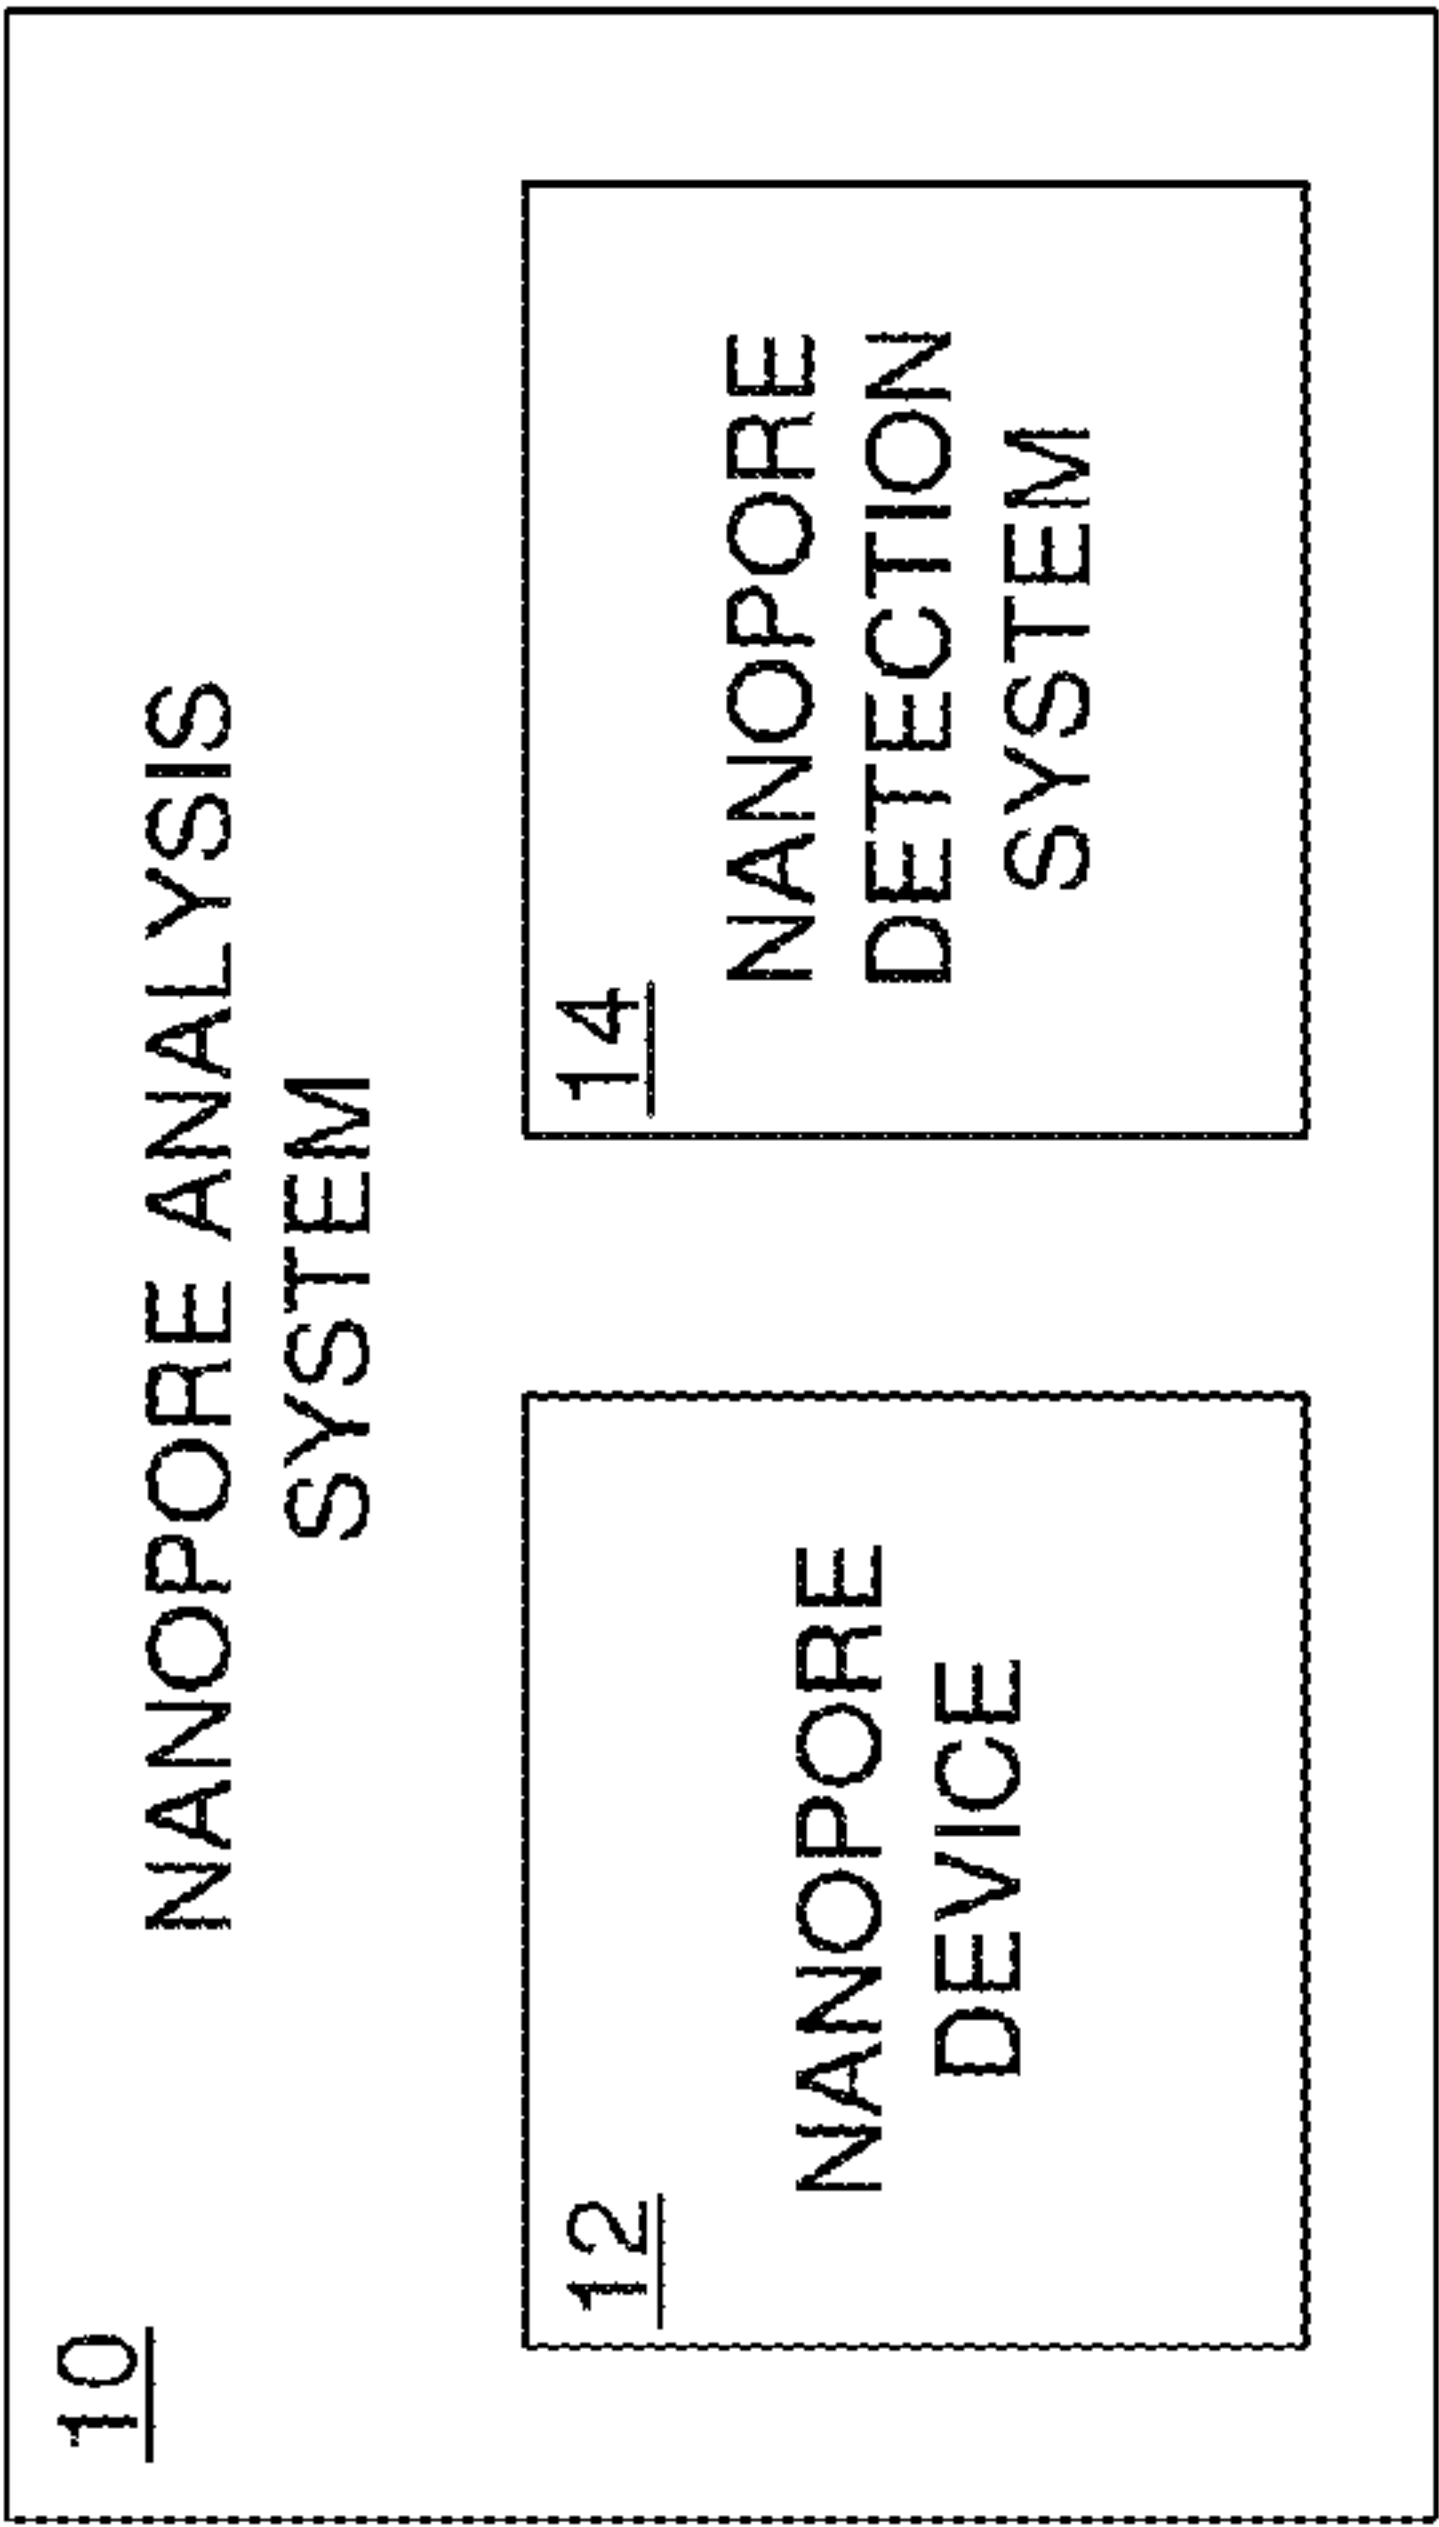 10
NANOPORE ANALYSIS
SYSTEM
12
NANOPORE
DEVICE
14
NANOPORE
DETECTION
SYSTEM